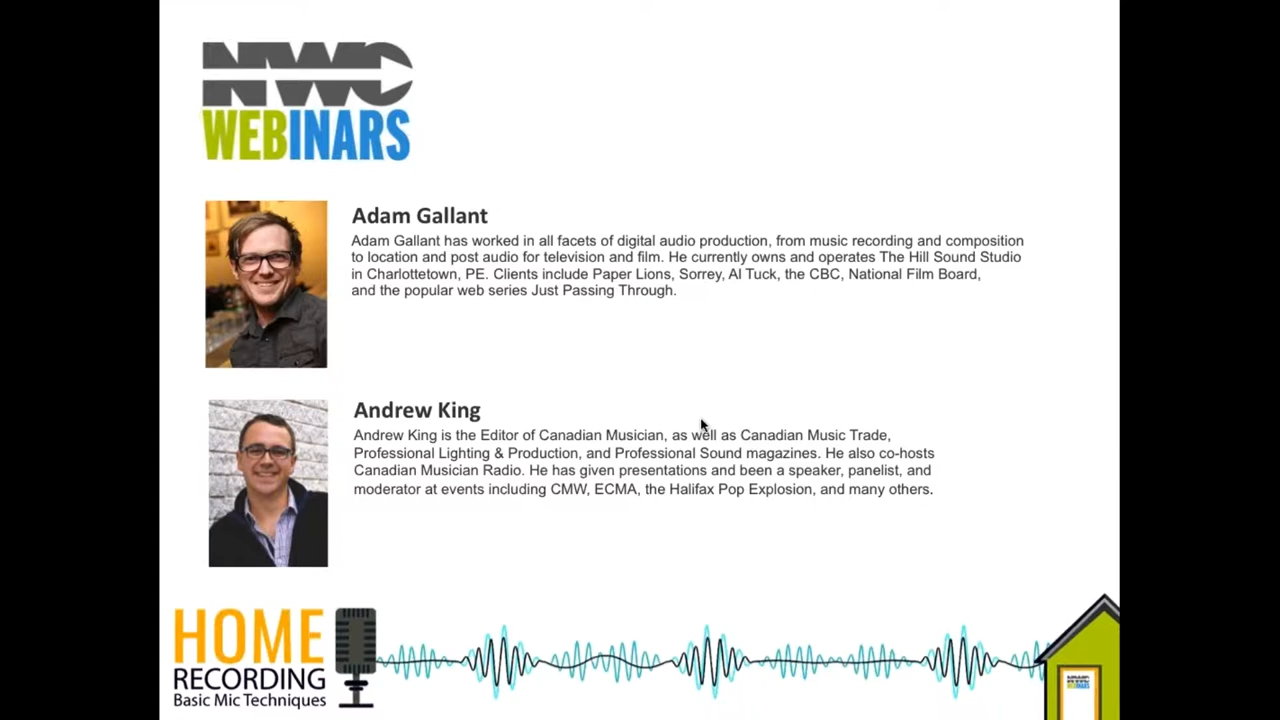 NWC
WEBINARS
Adam Gallant
Adam Gallant has worked in all facets of digital audio production, from music recording and composition
to location and post audio for television and film. He currently owns and operates The Hill Sound Studio
in Charlottetown, PE. Clients include Paper Lions, Sorrey, Al Tuck, the CBC, National Film Board,
and the popular web series Just Passing Through.
Andrew King
Andrew King is the Editor of Canadian Musician, as well as Canadian Music Trade,
Professional Lighting & Production, and Professional Sound magazines. He also co-hosts
Canadian Musician Radio. He has given presentations and been a speaker, panelist, and
moderator at events including CMW, ECMA, the Halifax Pop Explosion, and many others.
HOME
RECORDING
Basic Mic Techniques
NWC
WEBINARS